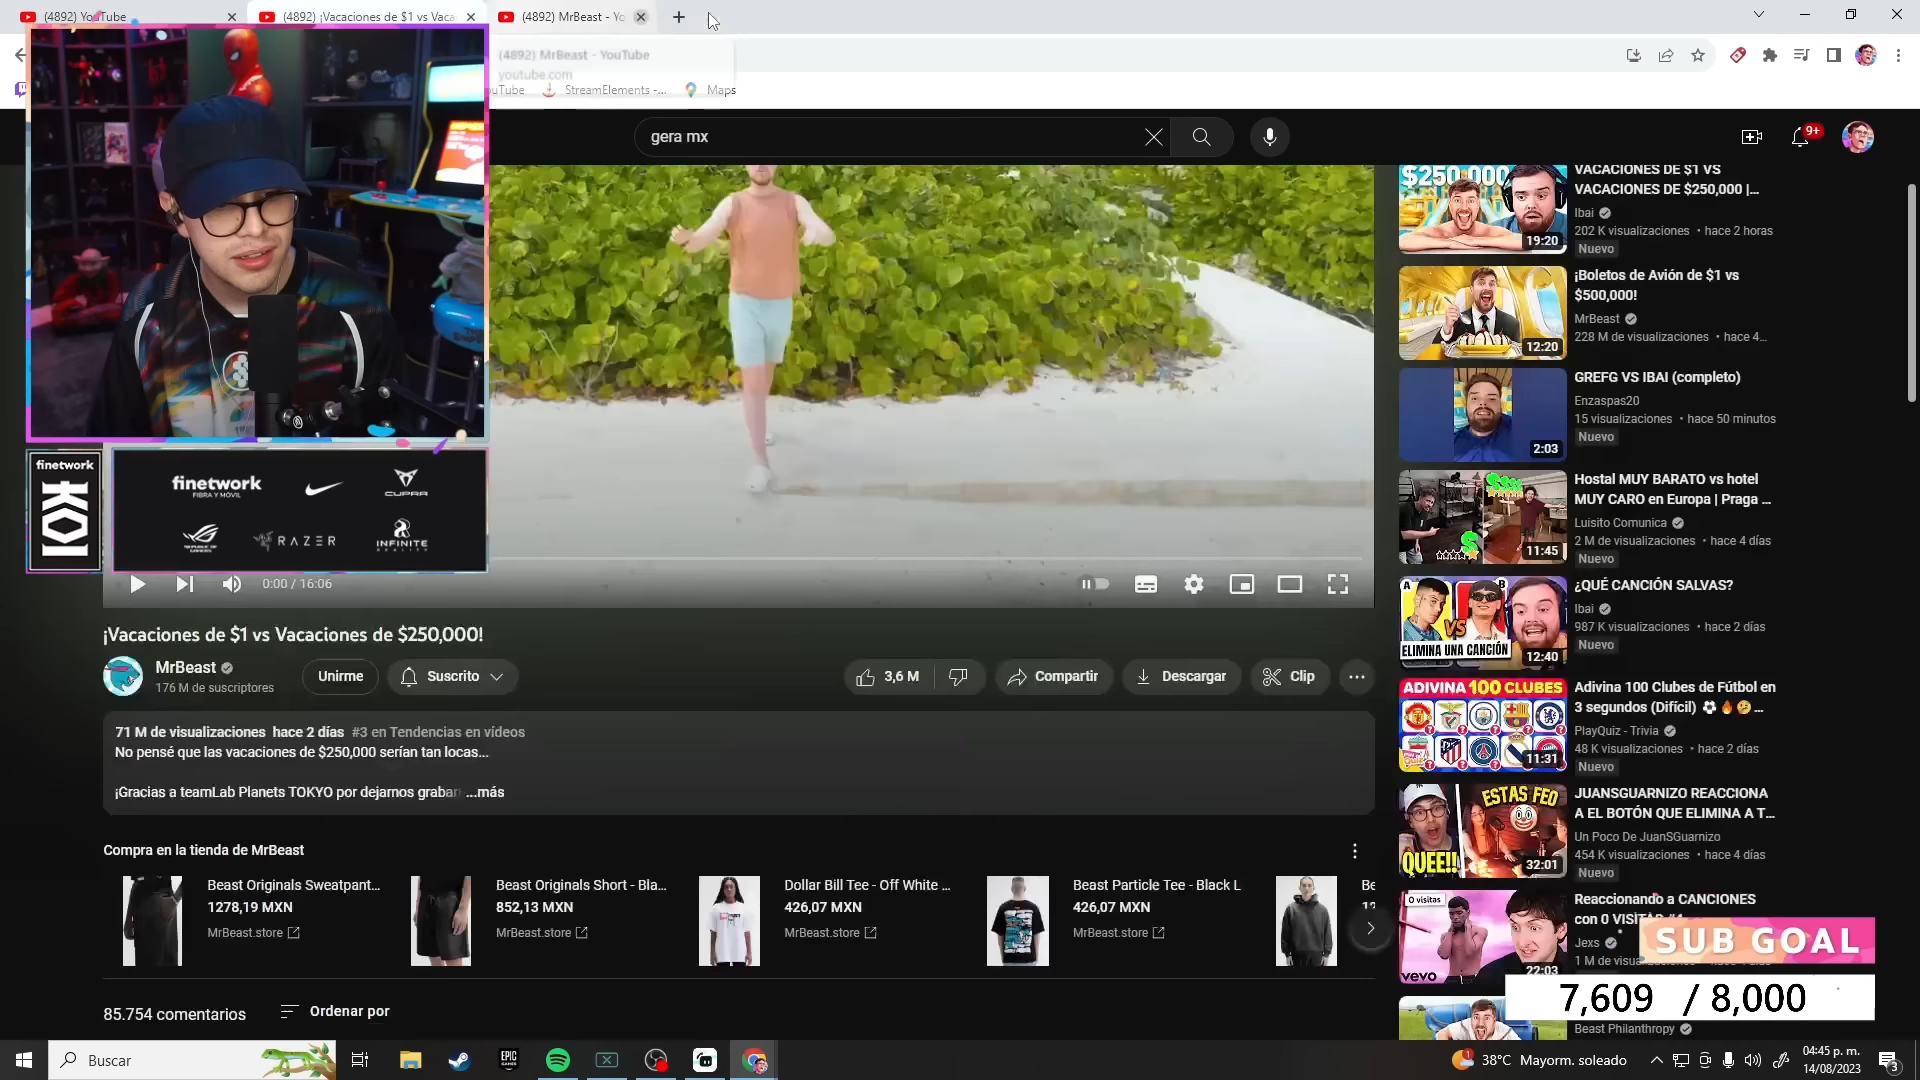 (4892) YouTube
(4892) ¡Vacaciones de $1 vs Vaca
(4892) MrBeast - Yo
(4892) MrBeast - YouTube
youtube.com
StreamElements -...
Maps
gera mx
9+
finetwork
KOI
finetwork
FIBRA Y MÓVIL
CUPRA
REPUBLIC OF GAMERS
RAZER
INFINITE
REALITY
0:00 / 16:06
¡Vacaciones de $1 vs Vacaciones de $250,000!
MrBeast
176 M de suscriptores
Unirme
Suscrito
3,6 M
Compartir
Descargar
Clip
71 M de visualizaciones hace 2 días #3 en Tendencias en vídeos
No pensé que las vacaciones de $250,000 serían tan locas...
¡Gracias a teamLab Planets TOKYO por dejarnos grabar ...más
Compra en la tienda de MrBeast
Beast Originals Sweatpant...
1278,19 MXN
MrBeast.store
Beast Originals Short - Bla...
852,13 MXN
MrBeast.store
Dollar Bill Tee - Off White ...
426,07 MXN
MrBeast.store
Beast Particle Tee - Black L
426,07 MXN
MrBeast.store
Be
12
85.754 comentarios
Ordenar por
$250,000
19:20
VACACIONES DE $1 VS
VACACIONES DE $250,000 |...
Ibai
202 K visualizaciones • hace 2 horas
Nuevo
12:20
¡Boletos de Avión de $1 vs
$500,000!
MrBeast
228 M de visualizaciones • hace 4...
2:03
GREFG VS IBAI (completo)
Enzaspas20
15 visualizaciones • hace 50 minutos
Nuevo
11:45
Hostal MUY BARATO vs hotel
MUY CARO en Europa | Praga ...
Luisito Comunica
2 M de visualizaciones • hace 4 días
Nuevo
A
B
VS
ELIMINA UNA CANCIÓN
12:40
¿QUÉ CANCIÓN SALVAS?
Ibai
987 K visualizaciones • hace 2 días
Nuevo
ADIVINA 100 CLUBES
11:31
Adivina 100 Clubes de Fútbol en
3 segundos (Difícil) ⚽🔥🤔...
PlayQuiz - Trivia
48 K visualizaciones • hace 2 días
Nuevo
ESTAS FEO
QUEE!!
32:01
JUANSGUARNIZO REACCIONA
A EL BOTÓN QUE ELIMINA A T...
Un Poco De JuanSGuarnizo
454 K visualizaciones • hace 4 días
Nuevo
0 visitas
vevo
22:03
Reaccionando a CANCIONES
con 0 VISITAS #4
Jexs
1 M de
SUB GOAL
7,609 / 8,000
Beast Philanthropy
Buscar
EPIC GAMES
38°C Mayorm. soleado
04:45 p. m.
14/08/2023
3